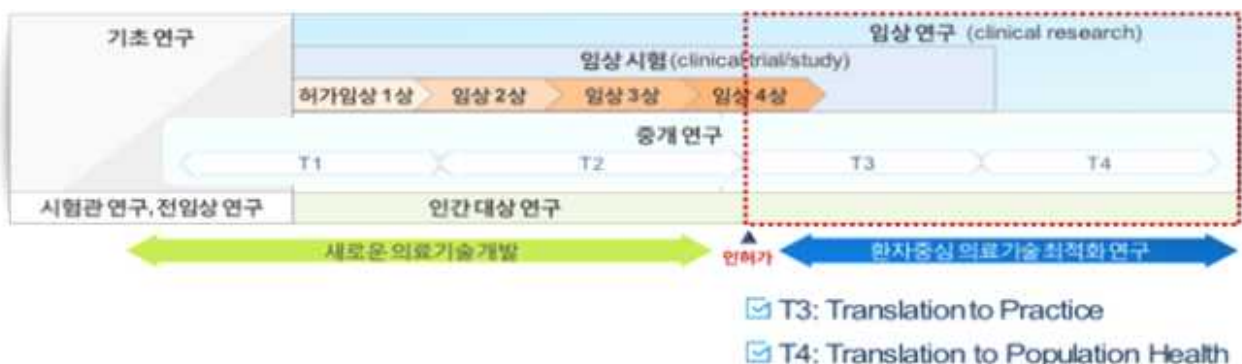 기초 연구
임상 연구 (clinical research)
임상 시험 (clinical trial/study)
허가임상 1상
임상 2상
임상 3상
임상 4상
중개 연구
T1
T2
T3
T4
시험관 연구, 전임상 연구
인간 대상 연구
새로운 의료기술 개발
인허가
환자중심 의료기술 최적화 연구
T3: Translation to Practice
T4: Translation to Population Health